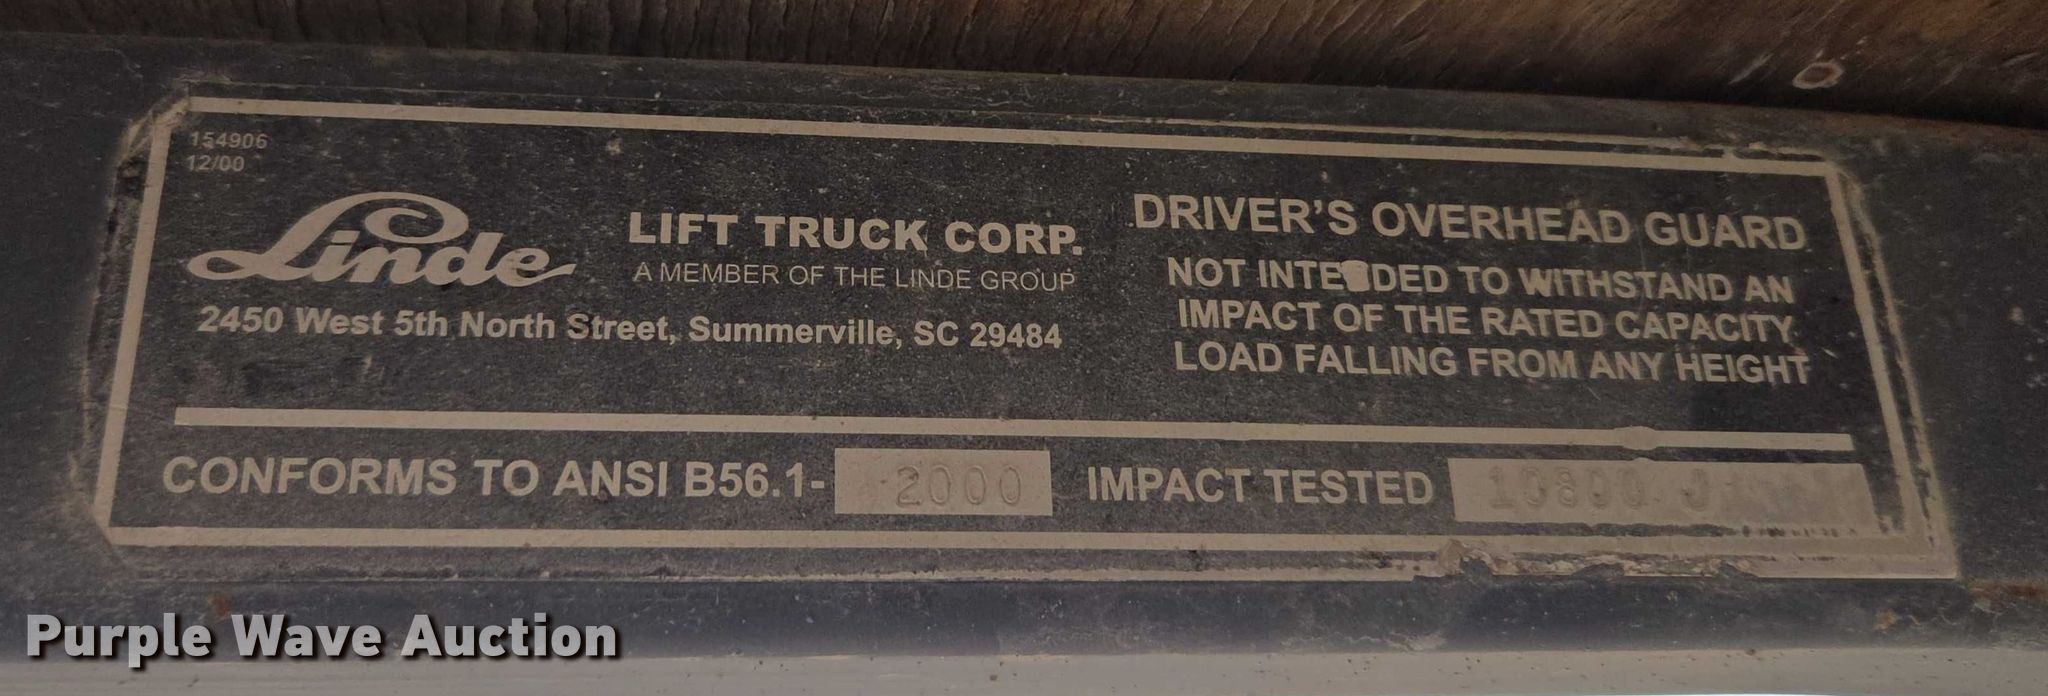 154906
12/00
Linde
LIFT TRUCK CORP.
A MEMBER OF THE LINDE GROUP
2450 West 5th North Street, Summerville, SC 29484
DRIVER'S OVERHEAD GUARD
NOT INTENDED TO WITHSTAND AN
IMPACT OF THE RATED CAPACITY
LOAD FALLING FROM ANY HEIGHT
CONFORMS TO ANSI B56.1- 2000 IMPACT TESTED 10800 J
Purple Wave Auction